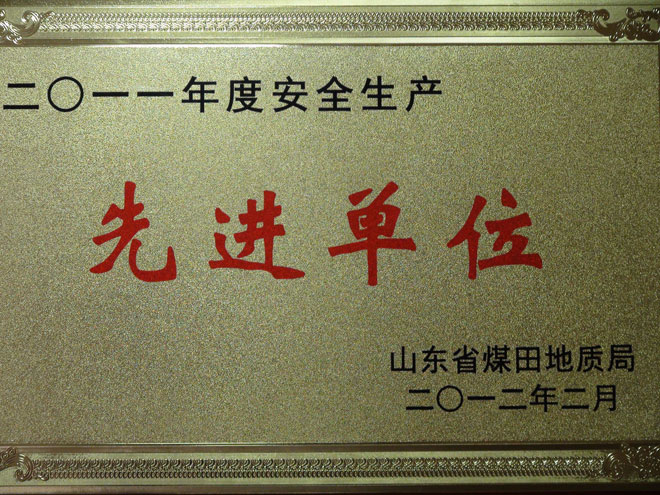 二〇一一年度安全生产
先进单位
山东省煤田地质局
二〇一二年二月